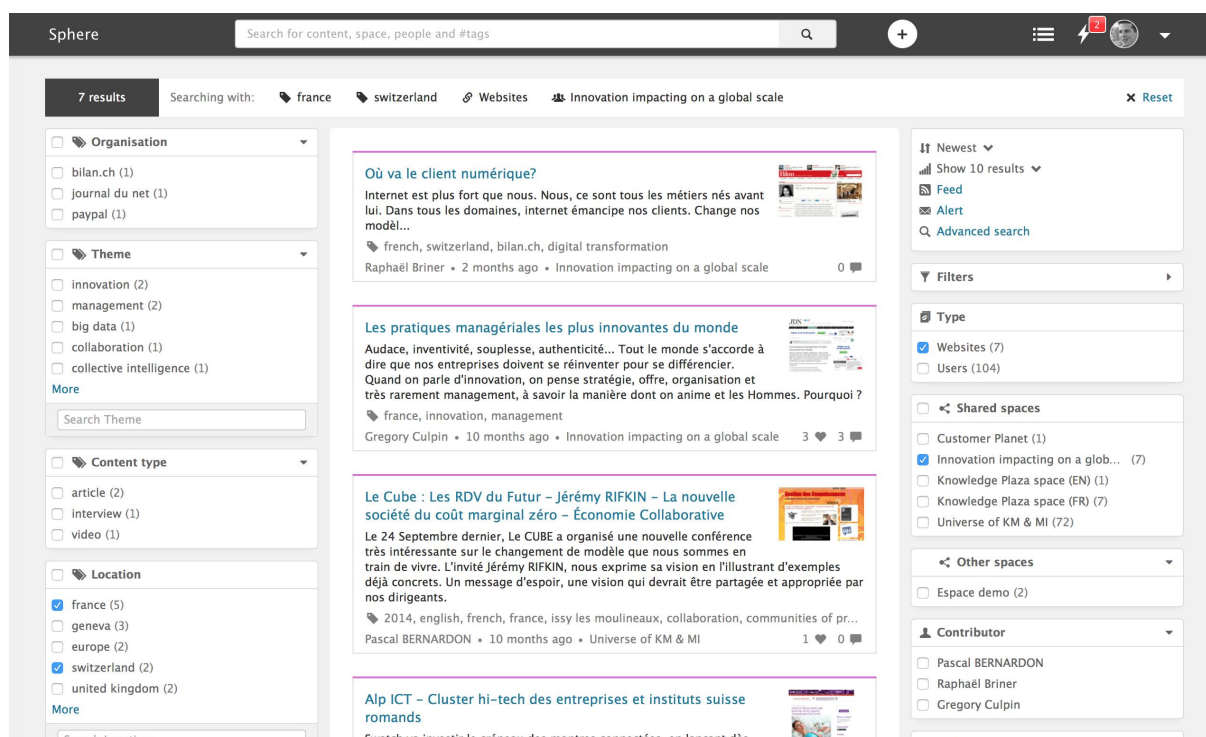 Sphere
Search for content, space, people and #tags
+
2
7 results
Searching with:
france
switzerland
Websites
Innovation impacting on a global scale
Reset
Organisation
bilan.ch (1)
journal du net (1)
paypal (1)
Theme
innovation (2)
management (2)
big data (1)
collaboration (1)
collective intelligence (1)
More
Search Theme
Content type
article (2)
interview (1)
video (1)
Location
france (5)
geneva (3)
europe (2)
switzerland (2)
united kingdom (2)
More
Où va le client numérique?
Internet est plus fort que nous. Nous, ce sont tous les métiers nés avant
lui. Dans tous les domaines, internet émancipe nos clients. Change nos
modèl...
french, switzerland, bilan.ch, digital transformation
Raphaël Briner • 2 months ago • Innovation impacting on a global scale
0
Les pratiques managériales les plus innovantes du monde
Audace, inventivité, souplesse, authenticité... Tout le monde s'accorde à
dire que nos entreprises doivent se réinventer pour se différencier.
Quand on parle d'innovation, on pense stratégie, offre, organisation et
très rarement management, à savoir la manière dont on anime et les Hommes. Pourquoi ?
france, innovation, management
Gregory Culpin • 10 months ago • Innovation impacting on a global scale
3 3
Le Cube : Les RDV du Futur – Jérémy RIFKIN – La nouvelle
société du coût marginal zéro – Économie Collaborative
Le 24 Septembre dernier, Le CUBE a organisé une nouvelle conférence
très intéressante sur le changement de modèle que nous sommes en
train de vivre. L'invité Jérémy RIFKIN, nous exprime sa vision en l'illustrant d'exemples
déjà concrets. Un message d'espoir, une vision qui devrait être partagée et appropriée par
nos dirigeants.
2014, english, french, france, issy les moulineaux, collaboration, communities of pr...
Pascal BERNARDON • 10 months ago • Universe of KM & MI
1 0
Alp ICT – Cluster hi-tech des entreprises et instituts suisse
romands
Newest
Show 10 results
Feed
Alert
Advanced search
Filters
Type
Websites (7)
Users (104)
Shared spaces
Customer Planet (1)
Innovation impacting on a glob... (7)
Knowledge Plaza space (EN) (1)
Knowledge Plaza space (FR) (7)
Universe of KM & MI (72)
Other spaces
Espace demo (2)
Contributor
Pascal BERNARDON
Raphaël Briner
Gregory Culpin